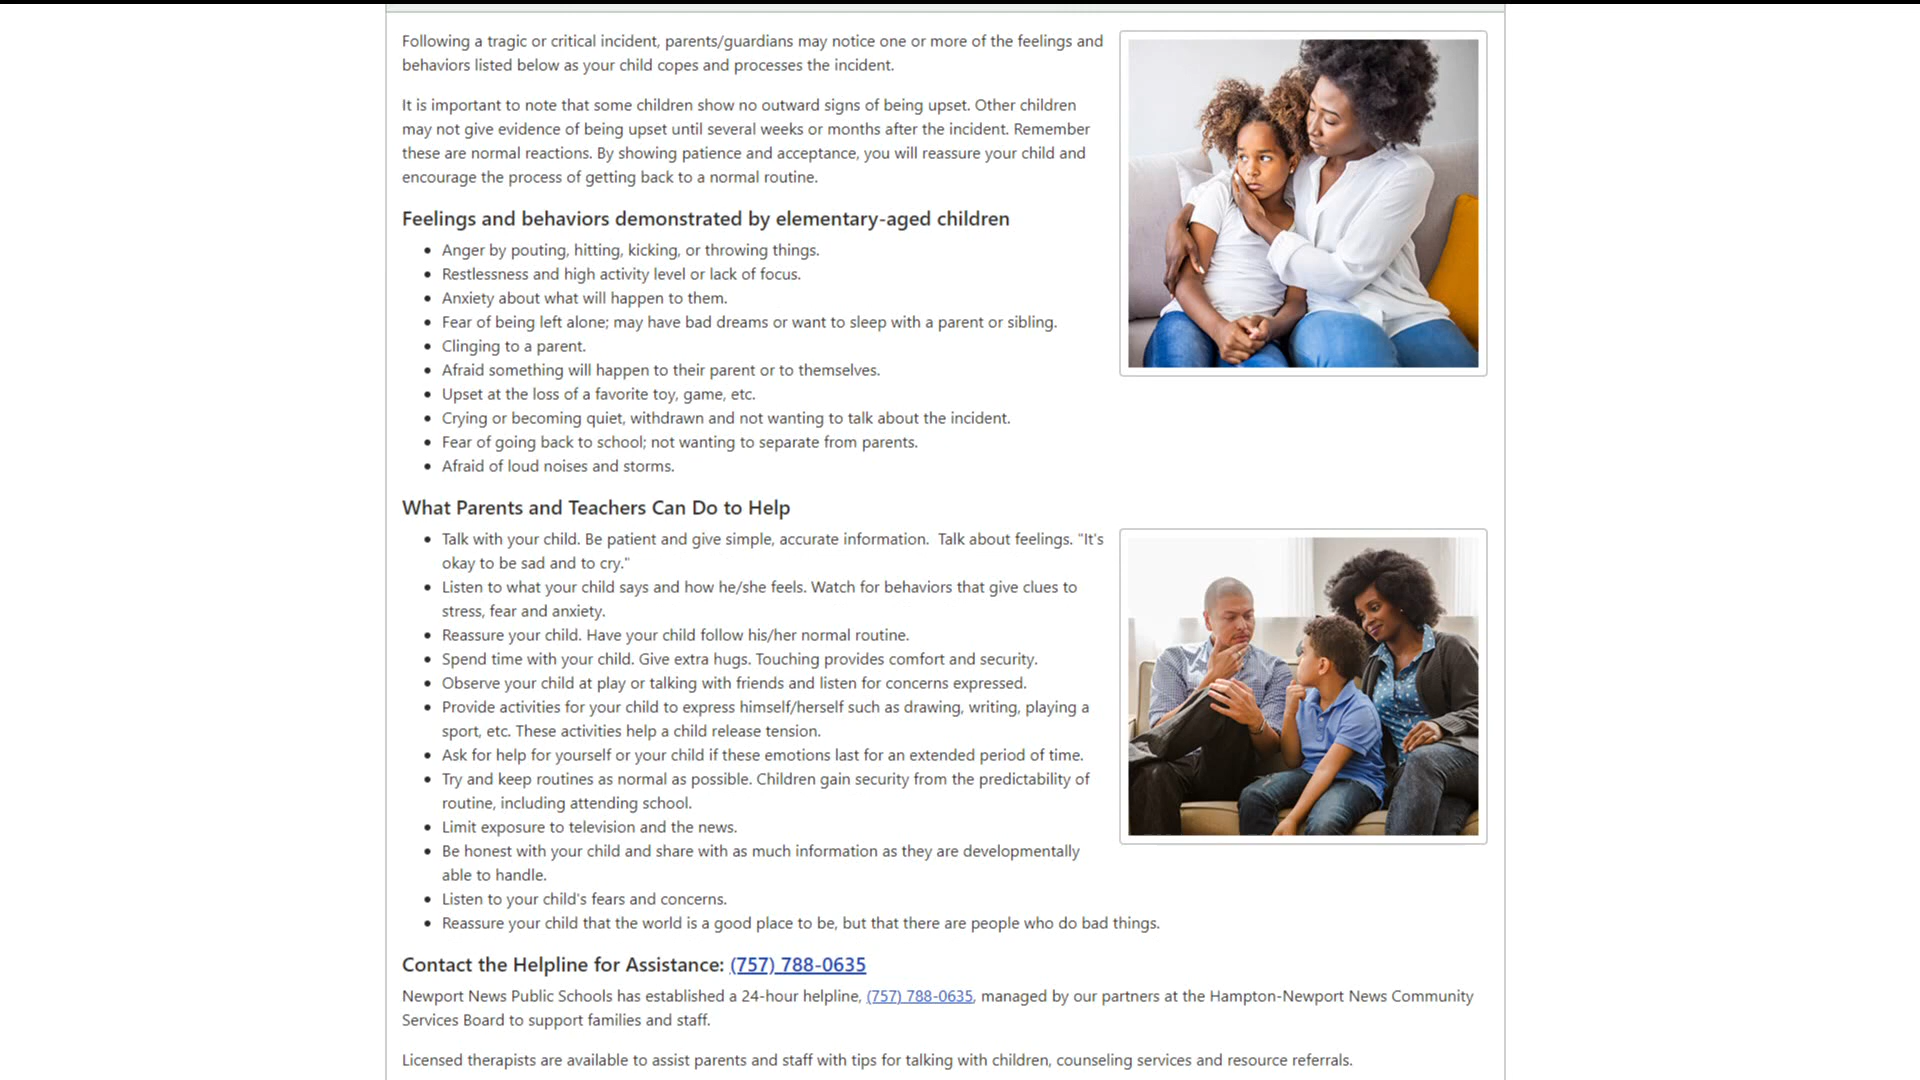 Following a tragic or critical incident, parents/guardians may notice one or more of the feelings and
behaviors listed below as your child copes and processes the incident.
It is important to note that some children show no outward signs of being upset. Other children
may not give evidence of being upset until several weeks or months after the incident. Remember
these are normal reactions. By showing patience and acceptance, you will reassure your child and
encourage the process of getting back to a normal routine.
Feelings and behaviors demonstrated by elementary-aged children
• Anger by pouting, hitting, kicking, or throwing things.
• Restlessness and high activity level or lack of focus.
• Anxiety about what will happen to them.
• Fear of being left alone; may have bad dreams or want to sleep with a parent or sibling.
• Clinging to a parent.
• Afraid something will happen to their parent or to themselves.
• Upset at the loss of a favorite toy, game, etc.
• Crying or becoming quiet, withdrawn and not wanting to talk about the incident.
• Fear of going back to school; not wanting to separate from parents.
• Afraid of loud noises and storms.
What Parents and Teachers Can Do to Help
• Talk with your child. Be patient and give simple, accurate information.  Talk about feelings. "It's
okay to be sad and to cry."
• Listen to what your child says and how he/she feels. Watch for behaviors that give clues to
stress, fear and anxiety.
• Reassure your child. Have your child follow his/her normal routine.
• Spend time with your child. Give extra hugs. Touching provides comfort and security.
• Observe your child at play or talking with friends and listen for concerns expressed.
• Provide activities for your child to express himself/herself such as drawing, writing, playing a
sport, etc. These activities help a child release tension.
• Ask for help for yourself or your child if these emotions last for an extended period of time.
• Try and keep routines as normal as possible. Children gain security from the predictability of
routine, including attending school.
• Limit exposure to television and the news.
• Be honest with your child and share with as much information as they are developmentally
able to handle.
• Listen to your child's fears and concerns.
• Reassure your child that the world is a good place to be, but that there are people who do bad things.
Contact the Helpline for Assistance: (757) 788-0635
Newport News Public Schools has established a 24-hour helpline, (757) 788-0635, managed by our partners at the Hampton-Newport News Community
Services Board to support families and staff.
Licensed therapists are available to assist parents and staff with tips for talking with children, counseling services and resource referrals.